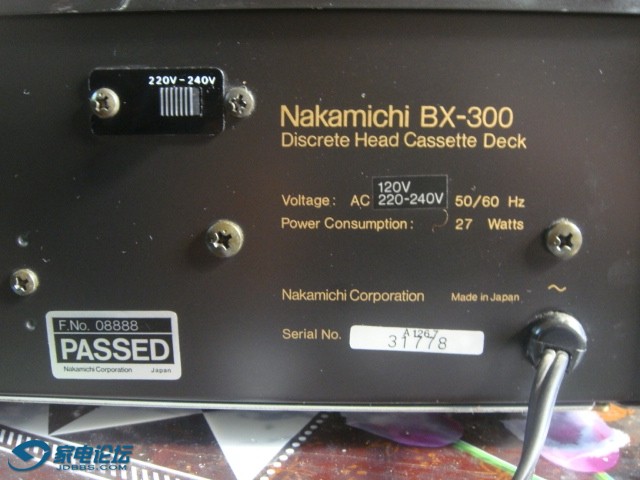 220V-240V
Nakamichi BX-300
Discrete Head Cassette Deck
Voltage: AC 120V 220-240V 50/60 Hz
Power Consumption: 27 Watts
~
Nakamichi Corporation Made in Japan
Serial No. A1267
31778
F.No. 08888
PASSED
Nakamichi Corporation Japan
家电论坛
JDBBS.COM